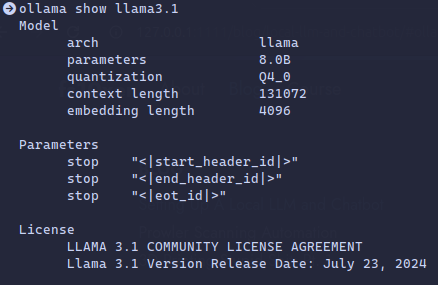 ollama show llama3.1
Model
arch llama
parameters 8.0B
quantization Q4_0
context length 131072
embedding length 4096
Parameters
stop "<|start_header_id|>"
stop "<|end_header_id|>"
stop "<|eot_id|>"
License
LLAMA 3.1 COMMUNITY LICENSE AGREEMENT
Llama 3.1 Version Release Date: July 23, 2024